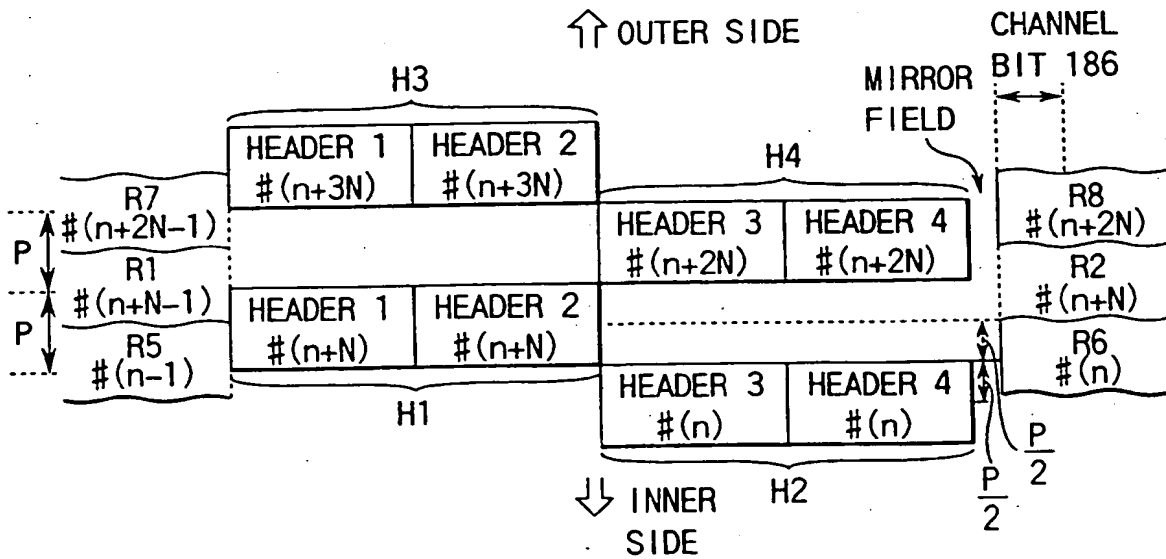 OUTER SIDE
CHANNEL
BIT 186
MIRROR
FIELD
H3
HEADER 1
#(n+3N)
HEADER 2
#(n+3N)
H4
R7
#(n+2N-1)
HEADER 3
#(n+2N)
HEADER 4
#(n+2N)
R8
#(n+2N)
P
R1
#(n+N-1)
R2
#(n+N)
P
HEADER 1
#(n+N)
HEADER 2
#(n+N)
R5
#(n-1)
R6
#(n)
H1
HEADER 3
#(n)
HEADER 4
#(n)
P
2
P
2
H2
INNER
SIDE